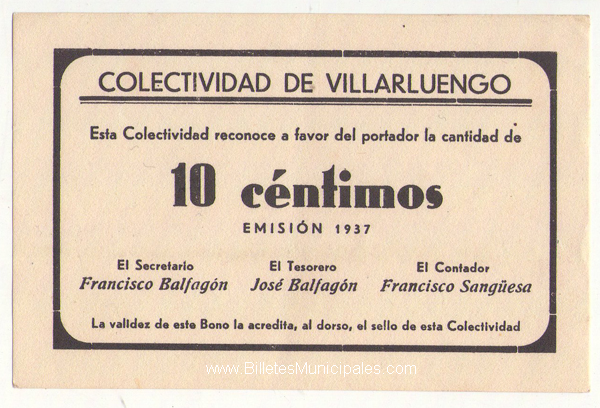 COLECTIVIDAD DE VILLARLUENGO
Esta Colectividad reconoce a favor del portador la cantidad de
10 céntimos
EMISIÓN 1937
El Secretario El Tesorero El Contador
Francisco Balfagón José Balfagón Francisco Sangüesa
La validez de este Bono la acredita, al dorso, el sello de esta Colectividad
www.BilletesMunicipales.com